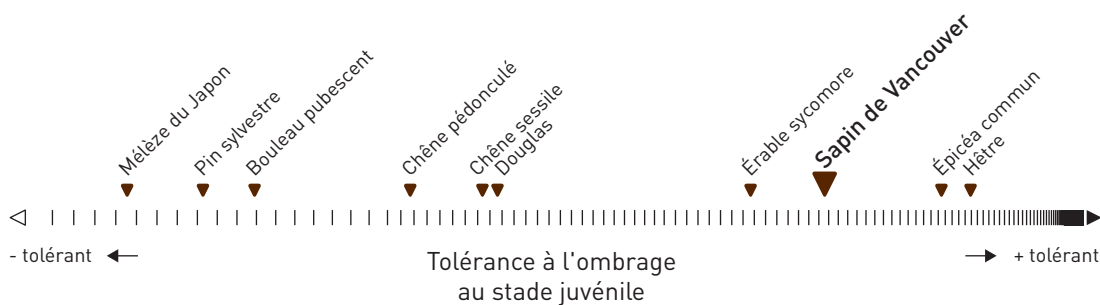 Mélèze du Japon
Pin sylvestre
Bouleau pubescent
Chêne pédonculé
Chêne sessile
Douglas
Érable sycomore
Sapin de Vancouver
Épicéa commun
Hêtre
- tolérant
+ tolérant
Tolérance à l'ombrage
au stade juvénile